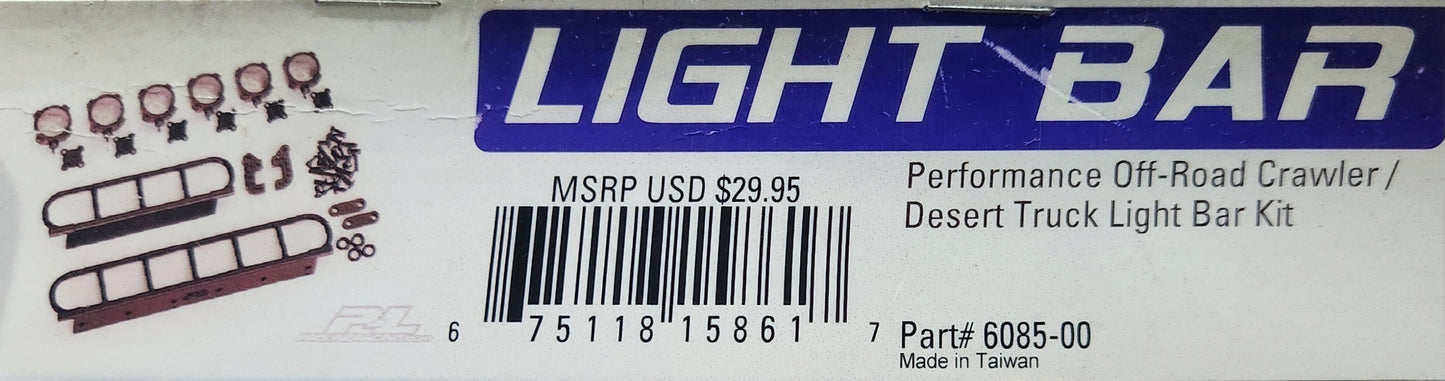 LIGHT BAR
Performance Off-Road Crawler /
Desert Truck Light Bar Kit
MSRP USD $29.95
6 75118 15861 7
Part# 6085-00
Made in Taiwan